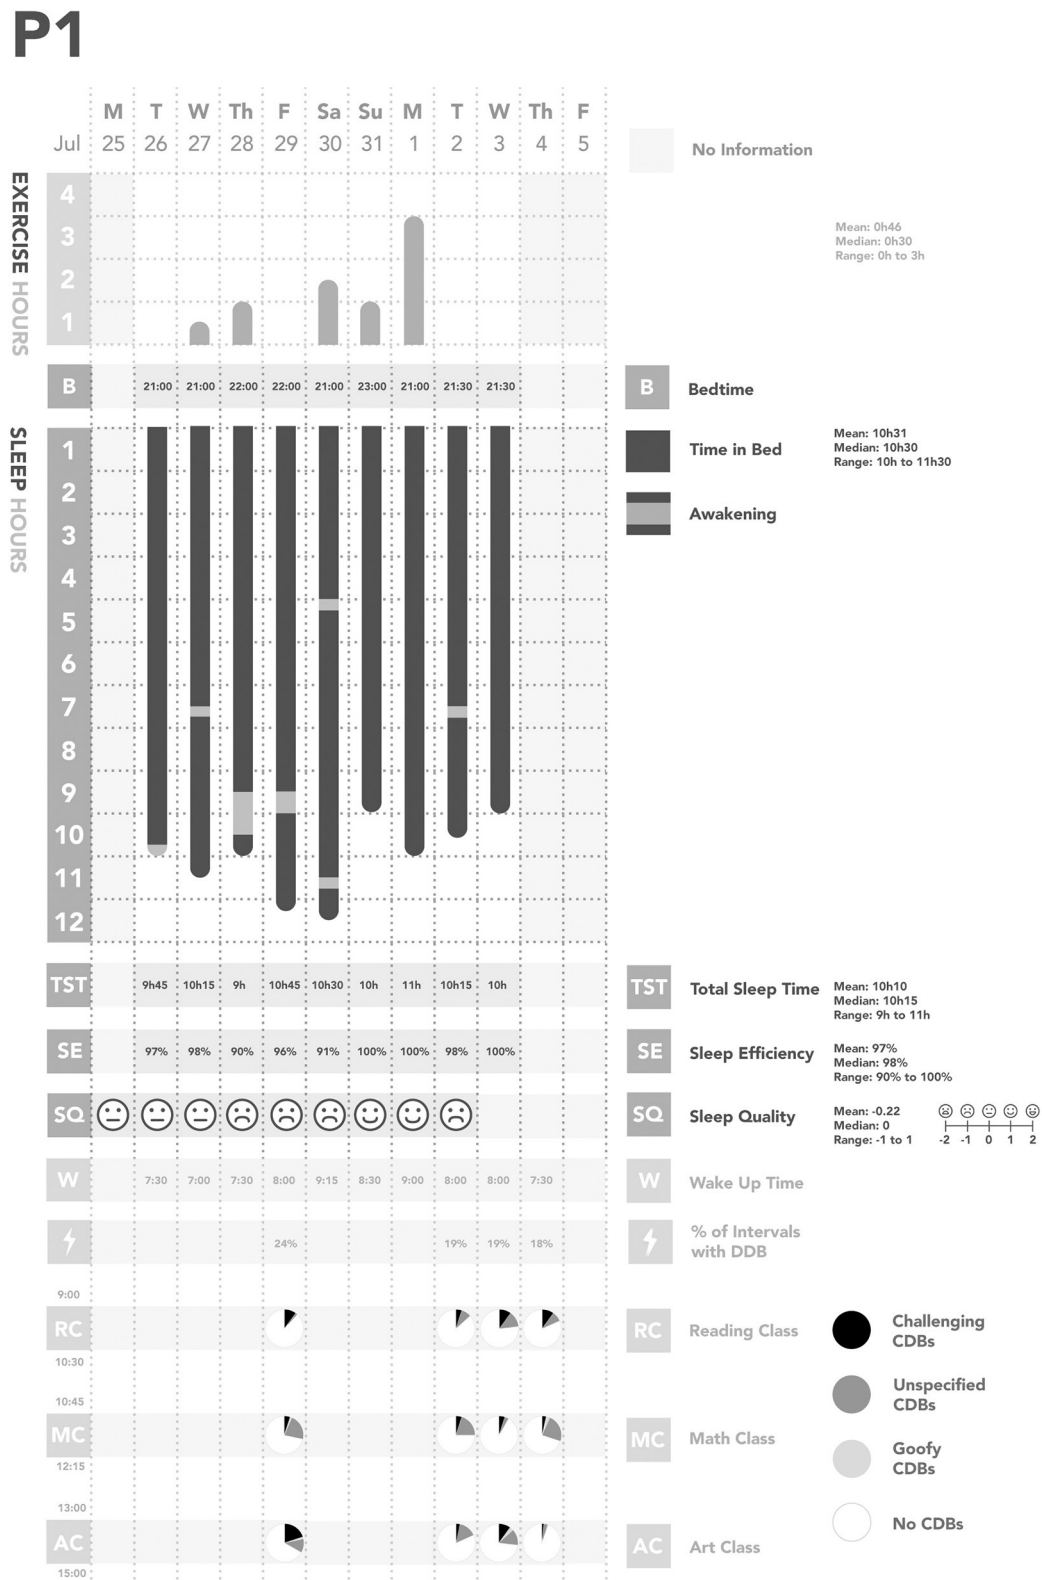 P1
M T W Th F Sa Su M T W Th F
Jul 25 26 27 28 29 30 31 1 2 3 4 5
No Information
EXERCISE HOURS
4
3
2
1
Mean: 0h46
Median: 0h30
Range: 0h to 3h
B 21:00 21:00 22:00 22:00 21:00 23:00 21:00 21:30 21:30
B Bedtime
SLEEP HOURS
1
2
3
4
5
6
7
8
9
10
11
12
Time in Bed
Mean: 10h31
Median: 10h30
Range: 10h to 11h30
Awakening
TST 9h45 10h15 9h 10h45 10h30 10h 11h 10h15 10h
TST Total Sleep Time
Mean: 10h10
Median: 10h15
Range: 9h to 11h
SE 97% 98% 90% 96% 91% 100% 100% 98% 100%
SE Sleep Efficiency
Mean: 97%
Median: 98%
Range: 90% to 100%
SQ
SQ Sleep Quality
Mean: -0.22
Median: 0
Range: -1 to 1
-2 -1 0 1 2
W 7:30 7:00 7:30 8:00 9:15 8:30 9:00 8:00 8:00 7:30
W Wake Up Time
24% 19% 19% 18%
% of Intervals
with DDB
9:00
RC
10:30
RC Reading Class
10:45
MC
12:15
MC Math Class
13:00
AC
15:00
AC Art Class
Challenging
CDBs
Unspecified
CDBs
Goofy
CDBs
No CDBs